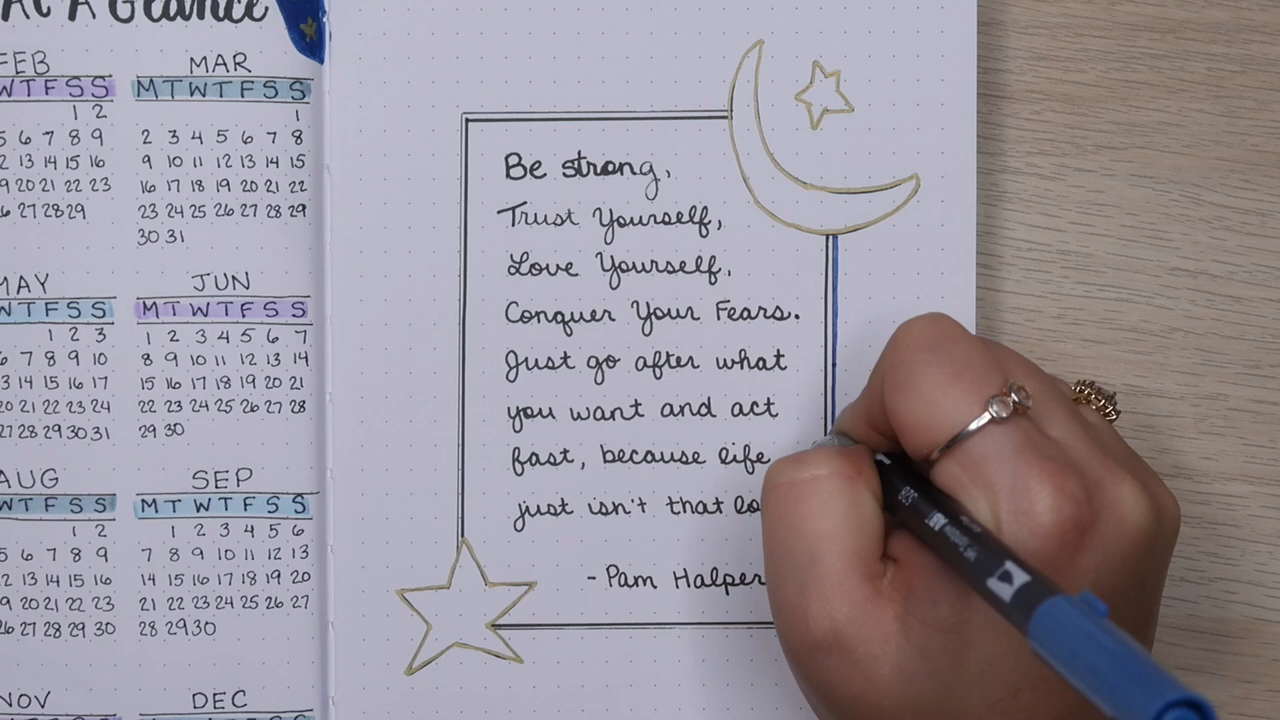 At A Glance
FEB
MAR
W T F S S
M T W T F S S
1 2
1
5 6 7 8 9
2 3 4 5 6 7 8
2 13 14 15 16
9 10 11 12 13 14 15
9 20 21 22 23
16 17 18 19 20 21 22
6 27 28 29
23 24 25 26 27 28 29
30 31
MAY
JUN
W T F S S
M T W T F S S
1 2 3
1 2 3 4 5 6 7
6 7 8 9 10
8 9 10 11 12 13 14
3 14 15 16 17
15 16 17 18 19 20 21
20 21 22 23 24
22 23 24 25 26 27 28
27 28 29 30 31
29 30
AUG
SEP
W T F S S
M T W T F S S
1 2
1 2 3 4 5 6
5 6 7 8 9
7 8 9 10 11 12 13
12 13 14 15 16
14 15 16 17 18 19 20
9 20 21 22 23
21 22 23 24 25 26 27
6 27 28 29 30
28 29 30
NOV
DEC
Be strong,
Trust Yourself,
Love Yourself,
Conquer Your Fears.
Just go after what
you want and act
fast, because life
just isn't that lo
- Pam Halper